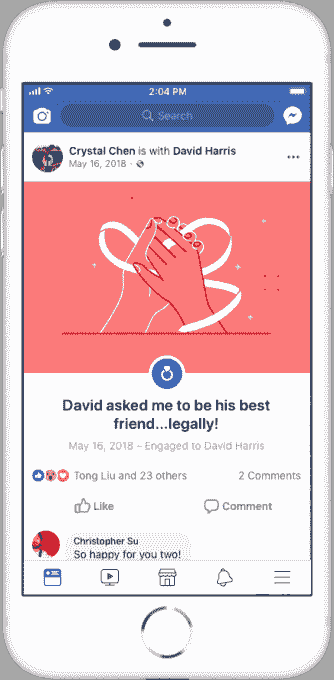 2:04 PM
Search
Crystal Chen is with David Harris
May 16, 2018 ·
David asked me to be his best
friend...legally!
May 16, 2018 – Engaged to David Harris
Tong Liu and 23 others
2 Comments
Like
Comment
Christopher Su
So happy for you two!